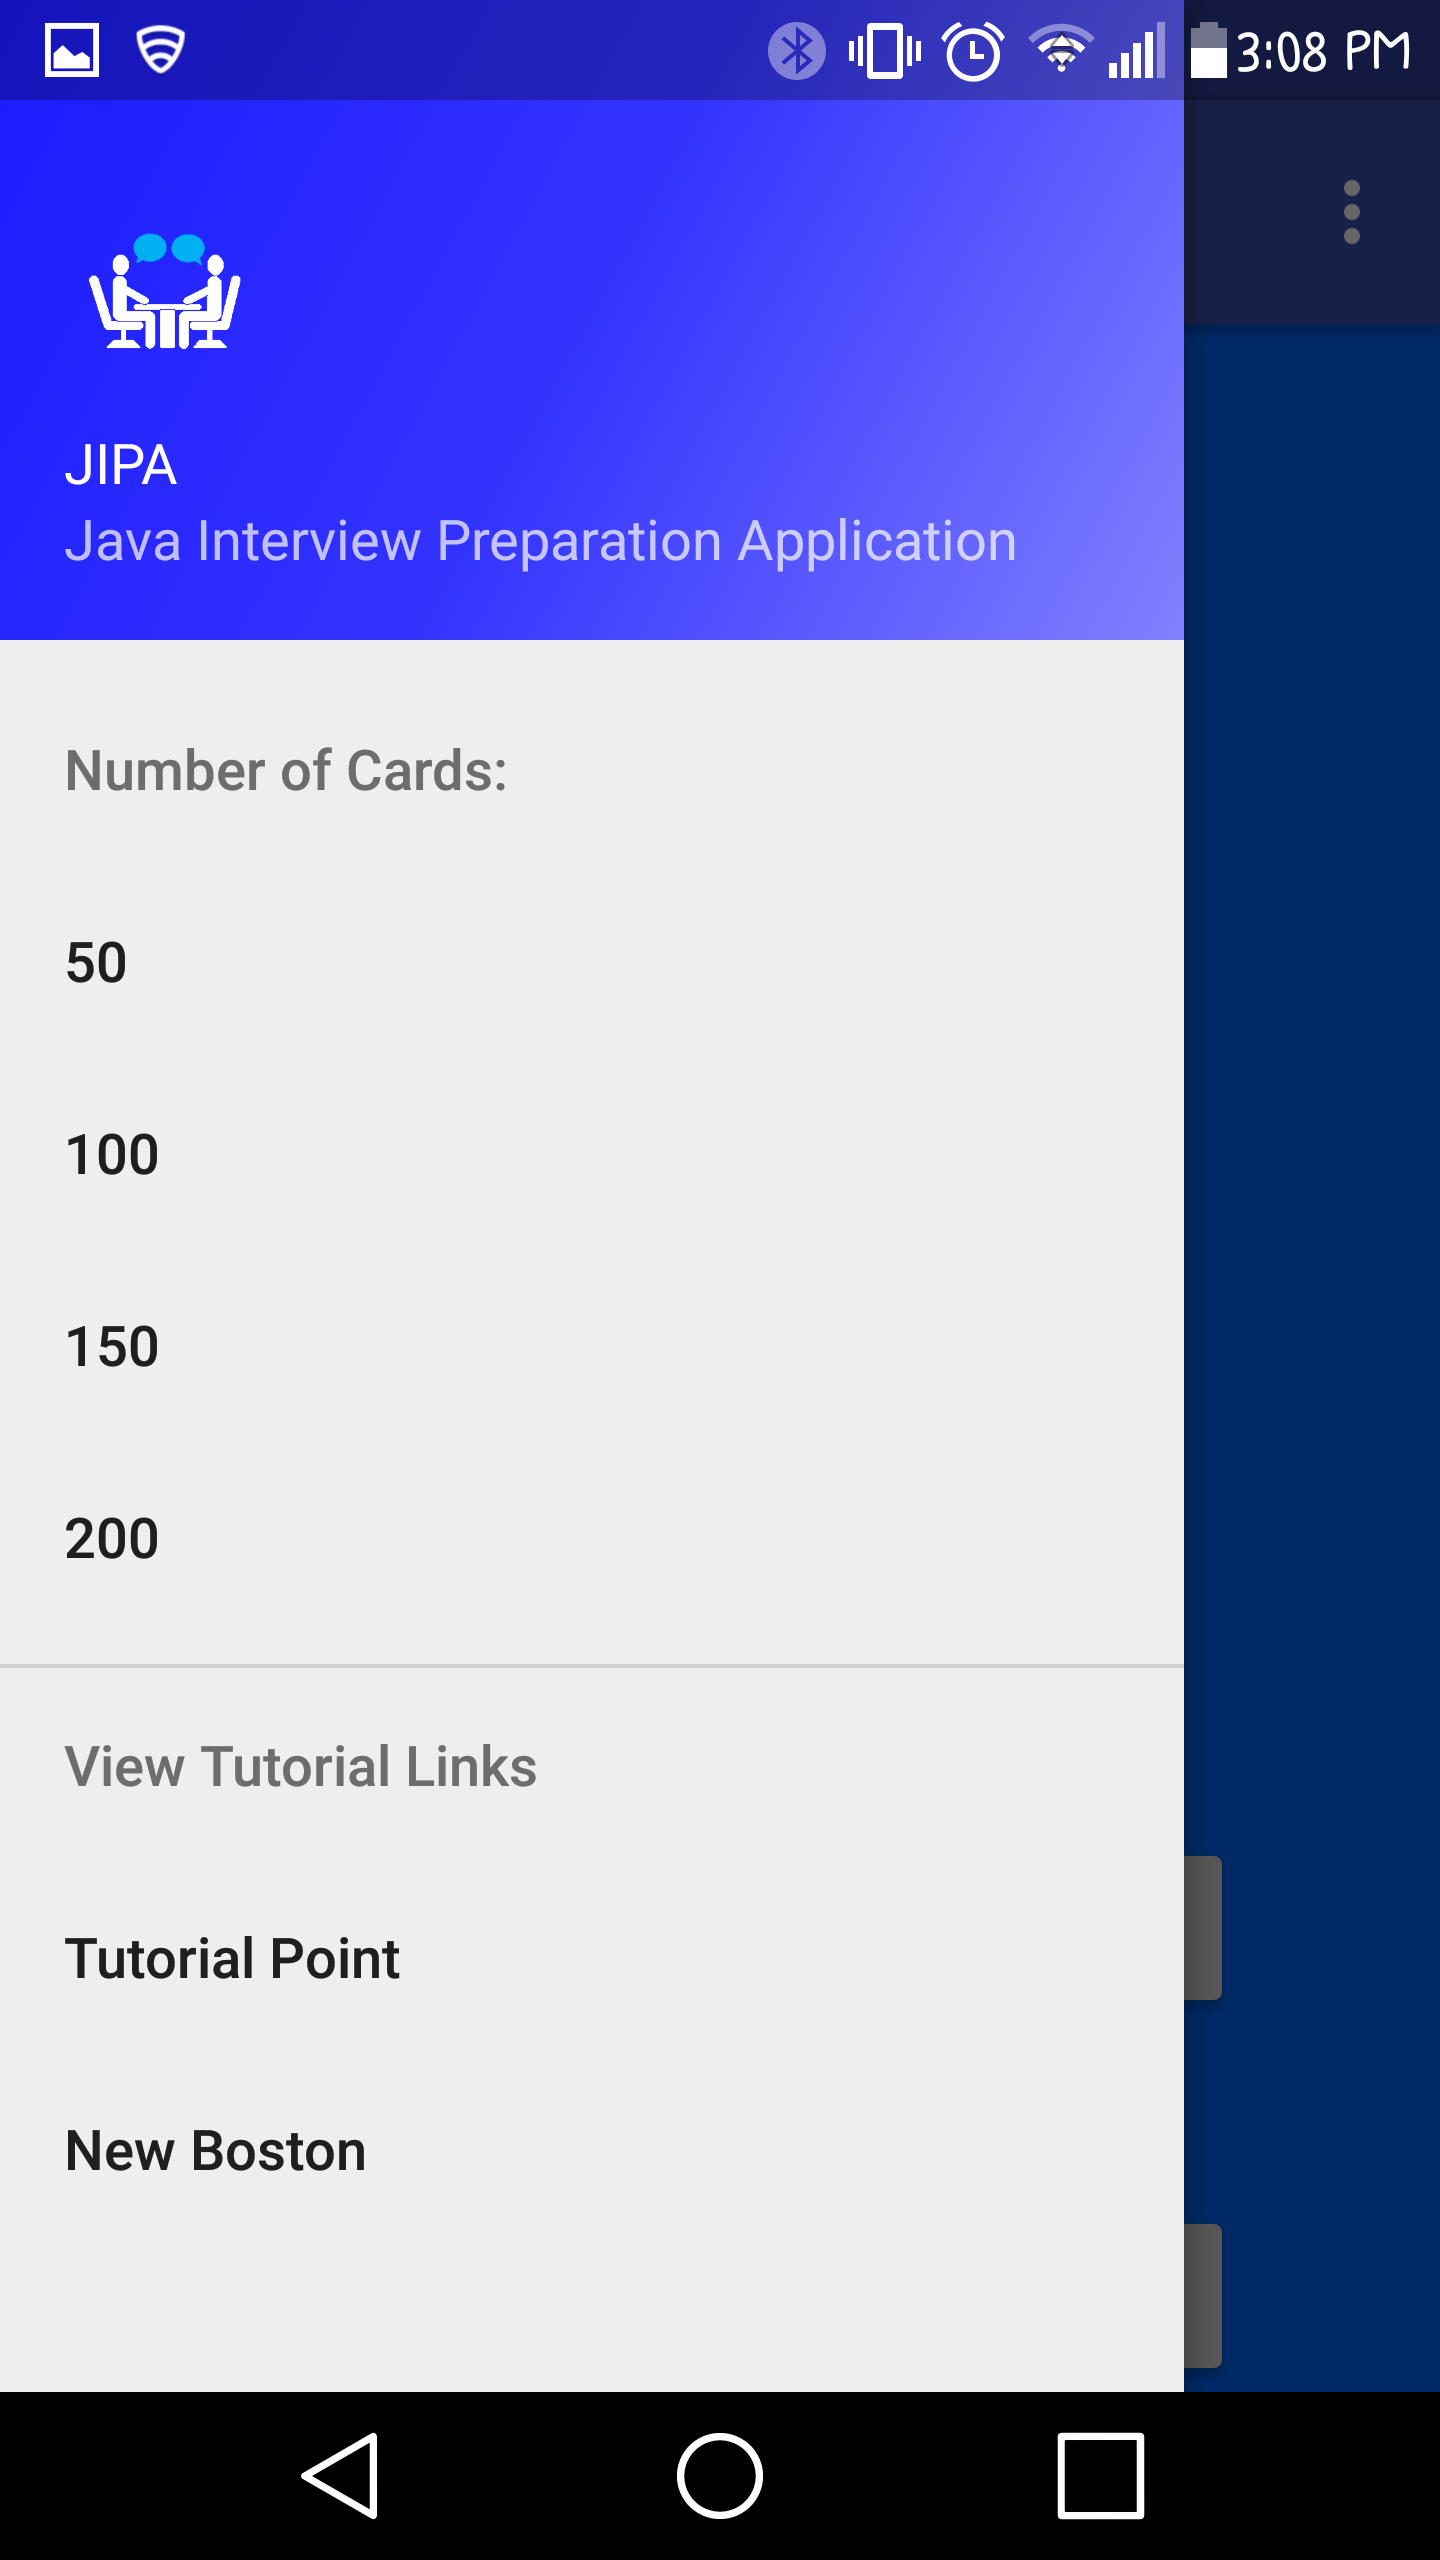 3:08 PM
JIPA
Java Interview Preparation Application
Number of Cards:
50
100
150
200
View Tutorial Links
Tutorial Point
New Boston